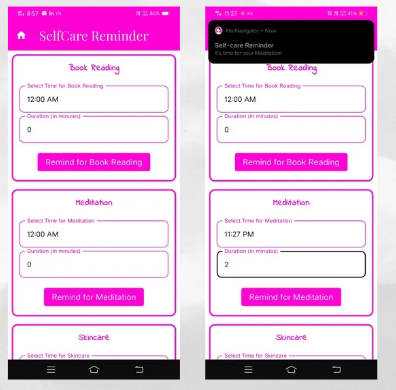 8:57
84%
SelfCare Reminder
Book Reading
Select Time for Book Reading
12:00 AM
Duration (in minutes)
0
Remind for Book Reading
Meditation
Select Time for Meditation
12:00 AM
Duration (in minutes)
0
Remind for Meditation
Skincare
Select Time for Skincare
11:27
41%
HerNavigator • Now
Self-care Reminder
It's time for your Meditation!
Book Reading
Select Time for Book Reading
12:00 AM
Duration (in minutes)
0
Remind for Book Reading
Meditation
Select Time for Meditation
11:27 PM
Duration (in minutes)
2
Remind for Meditation
Skincare
Select Time for Skincare